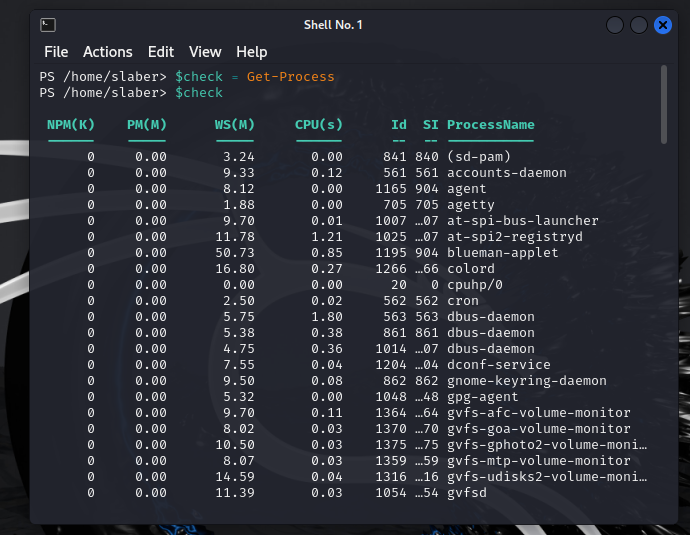 Shell No. 1
File Actions Edit View Help
PS /home/slaber> $check = Get-Process
PS /home/slaber> $check
NPM(K) PM(M) WS(M) CPU(s) Id SI ProcessName
------ ----- ----- ------ -- -- -----------
0 0.00 3.24 0.00 841 840 (sd-pam)
0 0.00 9.33 0.12 561 561 accounts-daemon
0 0.00 8.12 0.00 1165 904 agent
0 0.00 1.88 0.00 705 705 agetty
0 0.00 9.70 0.01 1007 …07 at-spi-bus-launcher
0 0.00 11.78 1.21 1025 …07 at-spi2-registryd
0 0.00 50.73 0.85 1195 904 blueman-applet
0 0.00 16.80 0.27 1266 …66 colord
0 0.00 0.00 0.00 20 0 cpuhp/0
0 0.00 2.50 0.02 562 562 cron
0 0.00 5.75 1.80 563 563 dbus-daemon
0 0.00 5.38 0.38 861 861 dbus-daemon
0 0.00 4.75 0.36 1014 …07 dbus-daemon
0 0.00 7.55 0.04 1204 …04 dconf-service
0 0.00 9.50 0.08 862 862 gnome-keyring-daemon
0 0.00 5.32 0.00 1048 …48 gpg-agent
0 0.00 9.70 0.11 1364 …64 gvfs-afc-volume-monitor
0 0.00 8.02 0.03 1370 …70 gvfs-goa-volume-monitor
0 0.00 10.50 0.03 1375 …75 gvfs-gphoto2-volume-moni…
0 0.00 8.07 0.03 1359 …59 gvfs-mtp-volume-monitor
0 0.00 14.59 0.04 1316 …16 gvfs-udisks2-volume-moni…
0 0.00 11.39 0.03 1054 …54 gvfsd